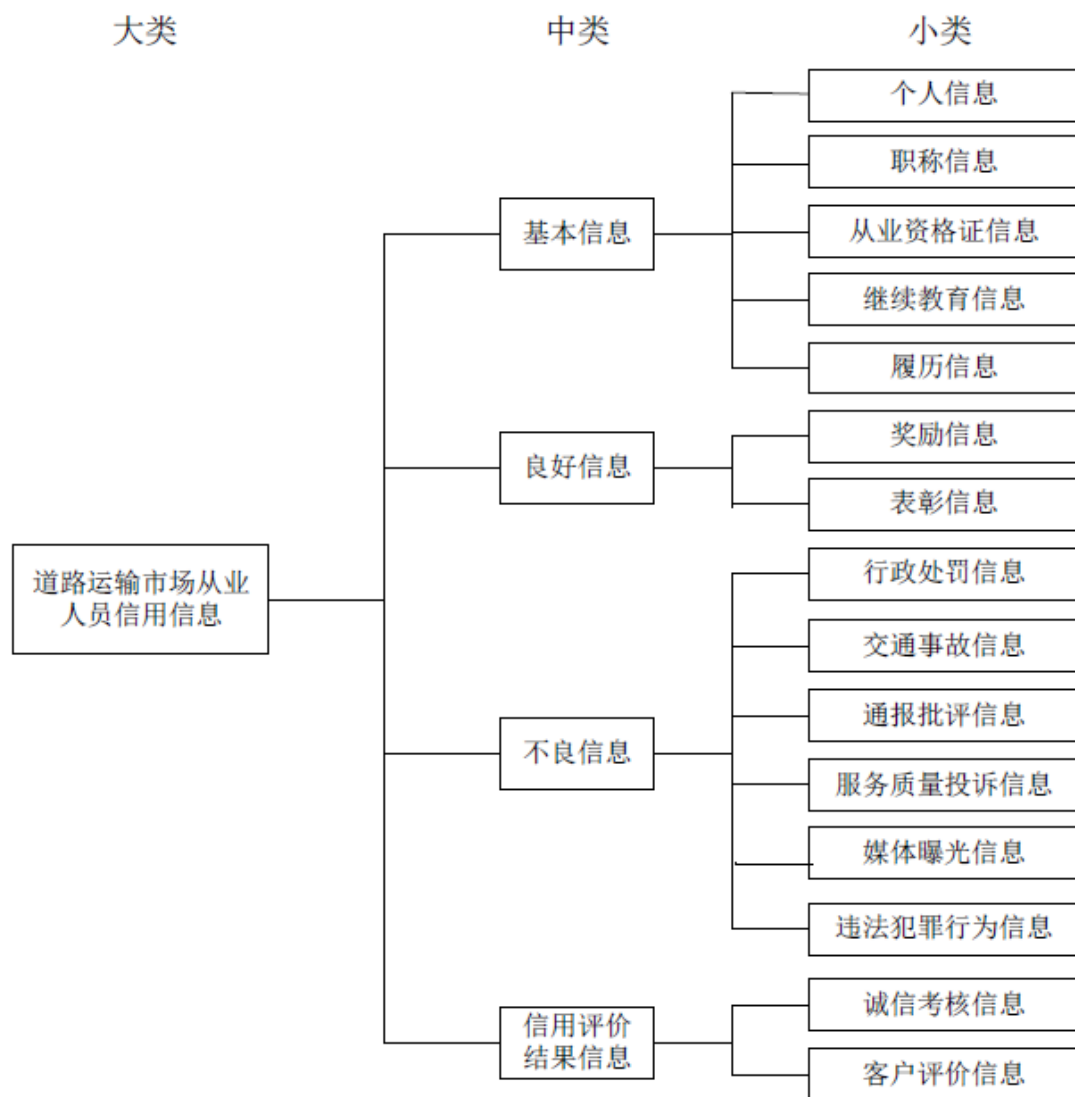 大类 中类 小类
个人信息
职称信息
基本信息
从业资格证信息
继续教育信息
履历信息
奖励信息
良好信息
表彰信息
道路运输市场从业
人员信用信息
行政处罚信息
交通事故信息
通报批评信息
不良信息
服务质量投诉信息
媒体曝光信息
违法犯罪行为信息
诚信考核信息
信用评价
结果信息
客户评价信息